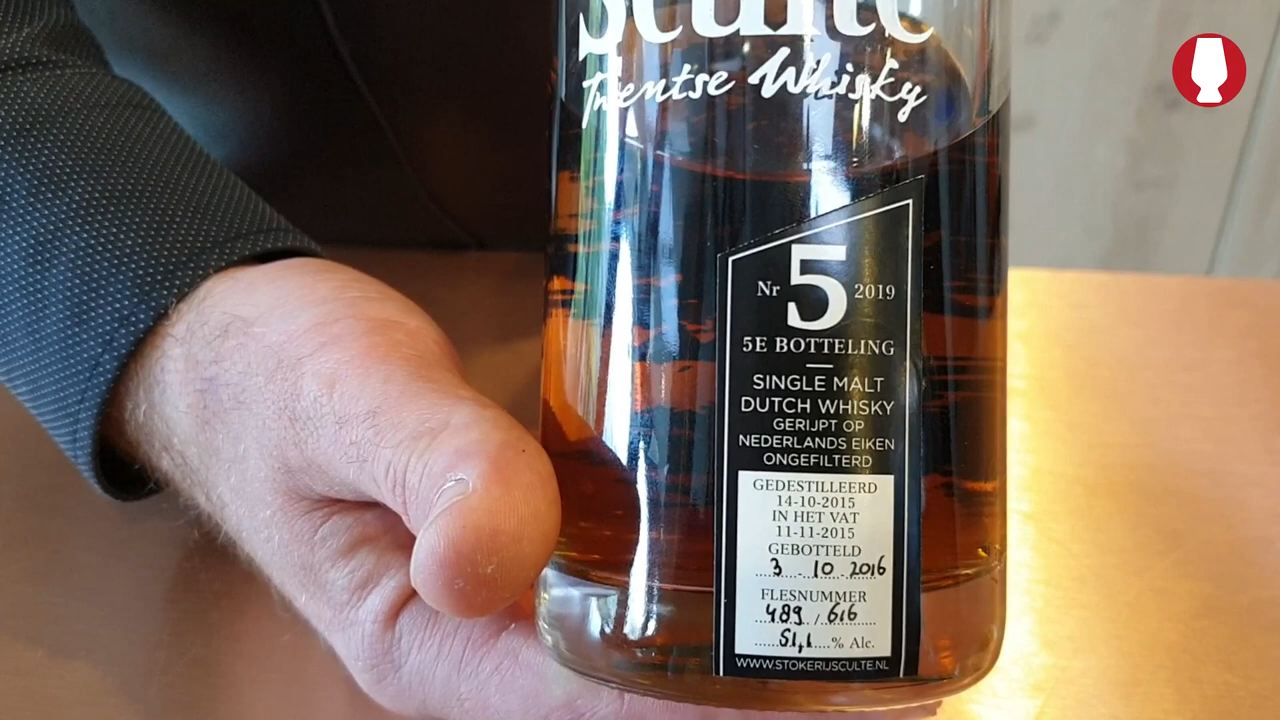 Sculte
Twentse Whisky
Nr 5 2019
5E BOTTELING
SINGLE MALT
DUTCH WHISKY
GERIJPT OP
NEDERLANDS EIKEN
ONGEFILTERD
GEDESTILLEERD
14-10-2015
IN HET VAT
11-11-2015
GEBOTTELD
3 - 10 - 2016
FLESNUMMER
489 / 616
51,1 % Alc.
WWW.STOKERIJSCULTE.NL